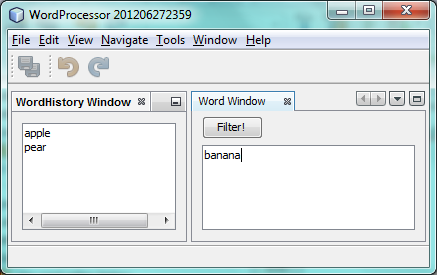 WordProcessor 201206272359
File Edit View Navigate Tools Window Help
WordHistory Window
Word Window
apple
pear
Filter!
banana